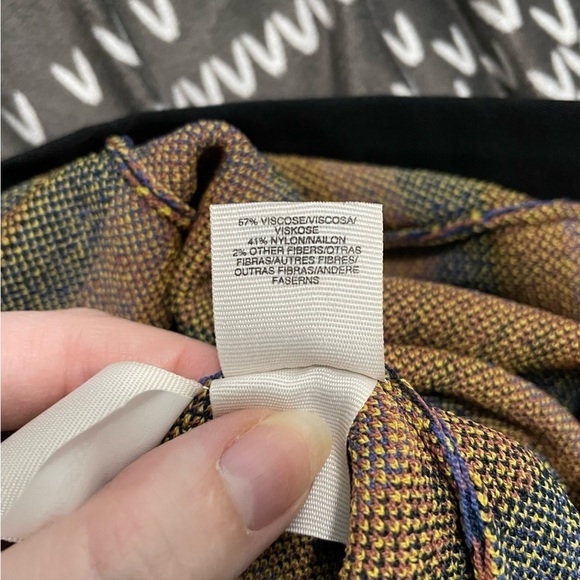 57% VISCOSE/VISCOSA/
VISKOSE
41% NYLON/NAILON
2% OTHER FIBERS/OTRAS
FIBRAS/AUTRES FIBRES/
OUTRAS FIBRAS/ANDERE
FASERNS